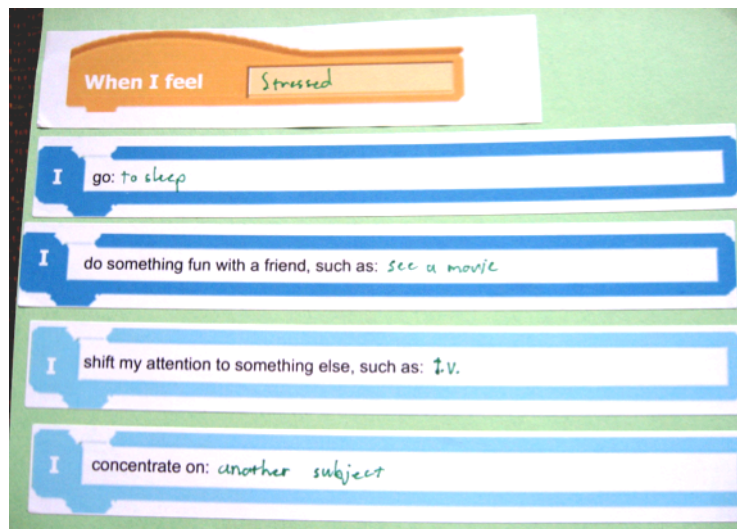 When I feel Stressed
I go: to sleep
I do something fun with a friend, such as: see a movie
I shift my attention to something else, such as: T.V.
I concentrate on: another subject